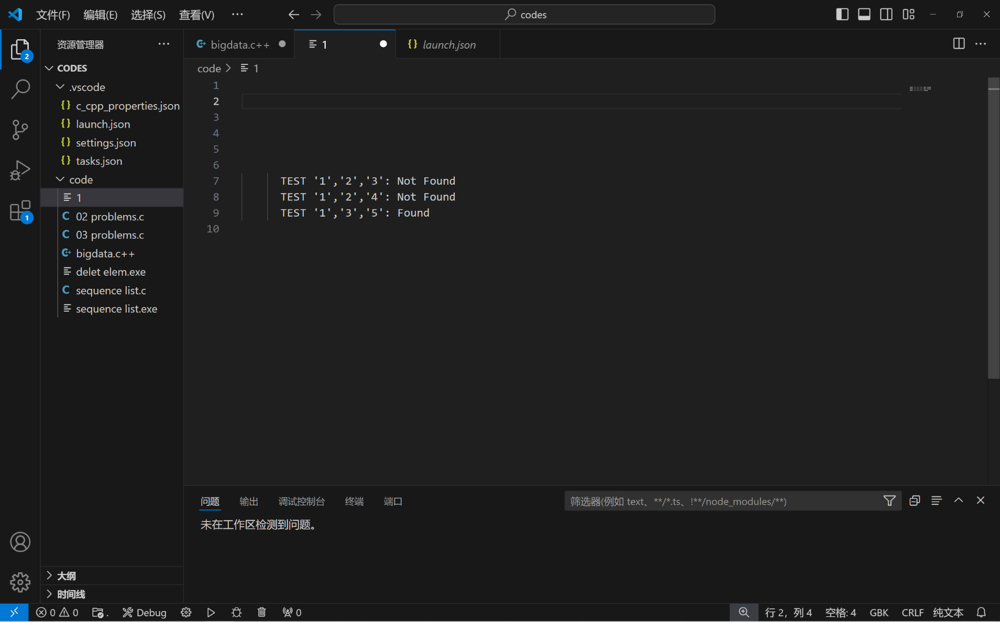 文件(F) 编辑(E) 选择(S) 查看(V) ··· codes
资源管理器 ···
bigdata.c++ 1 launch.json
2
CODES
code > 1
.vscode
c_cpp_properties.json
launch.json
settings.json
tasks.json
code
1
02 problems.c
03 problems.c
bigdata.c++
delet elem.exe
sequence list.c
sequence list.exe
1
1
2
3
4
5
6
7 TEST '1','2','3': Not Found
8 TEST '1','2','4': Not Found
9 TEST '1','3','5': Found
10
问题 输出 调试控制台 终端 端口 筛选器(例如 text、**/*.ts、!**/node_modules/**)
未在工作区检测到问题。
大纲
时间线
0 0 . Debug 0 行 2，列 4 空格: 4 GBK CRLF 纯文本